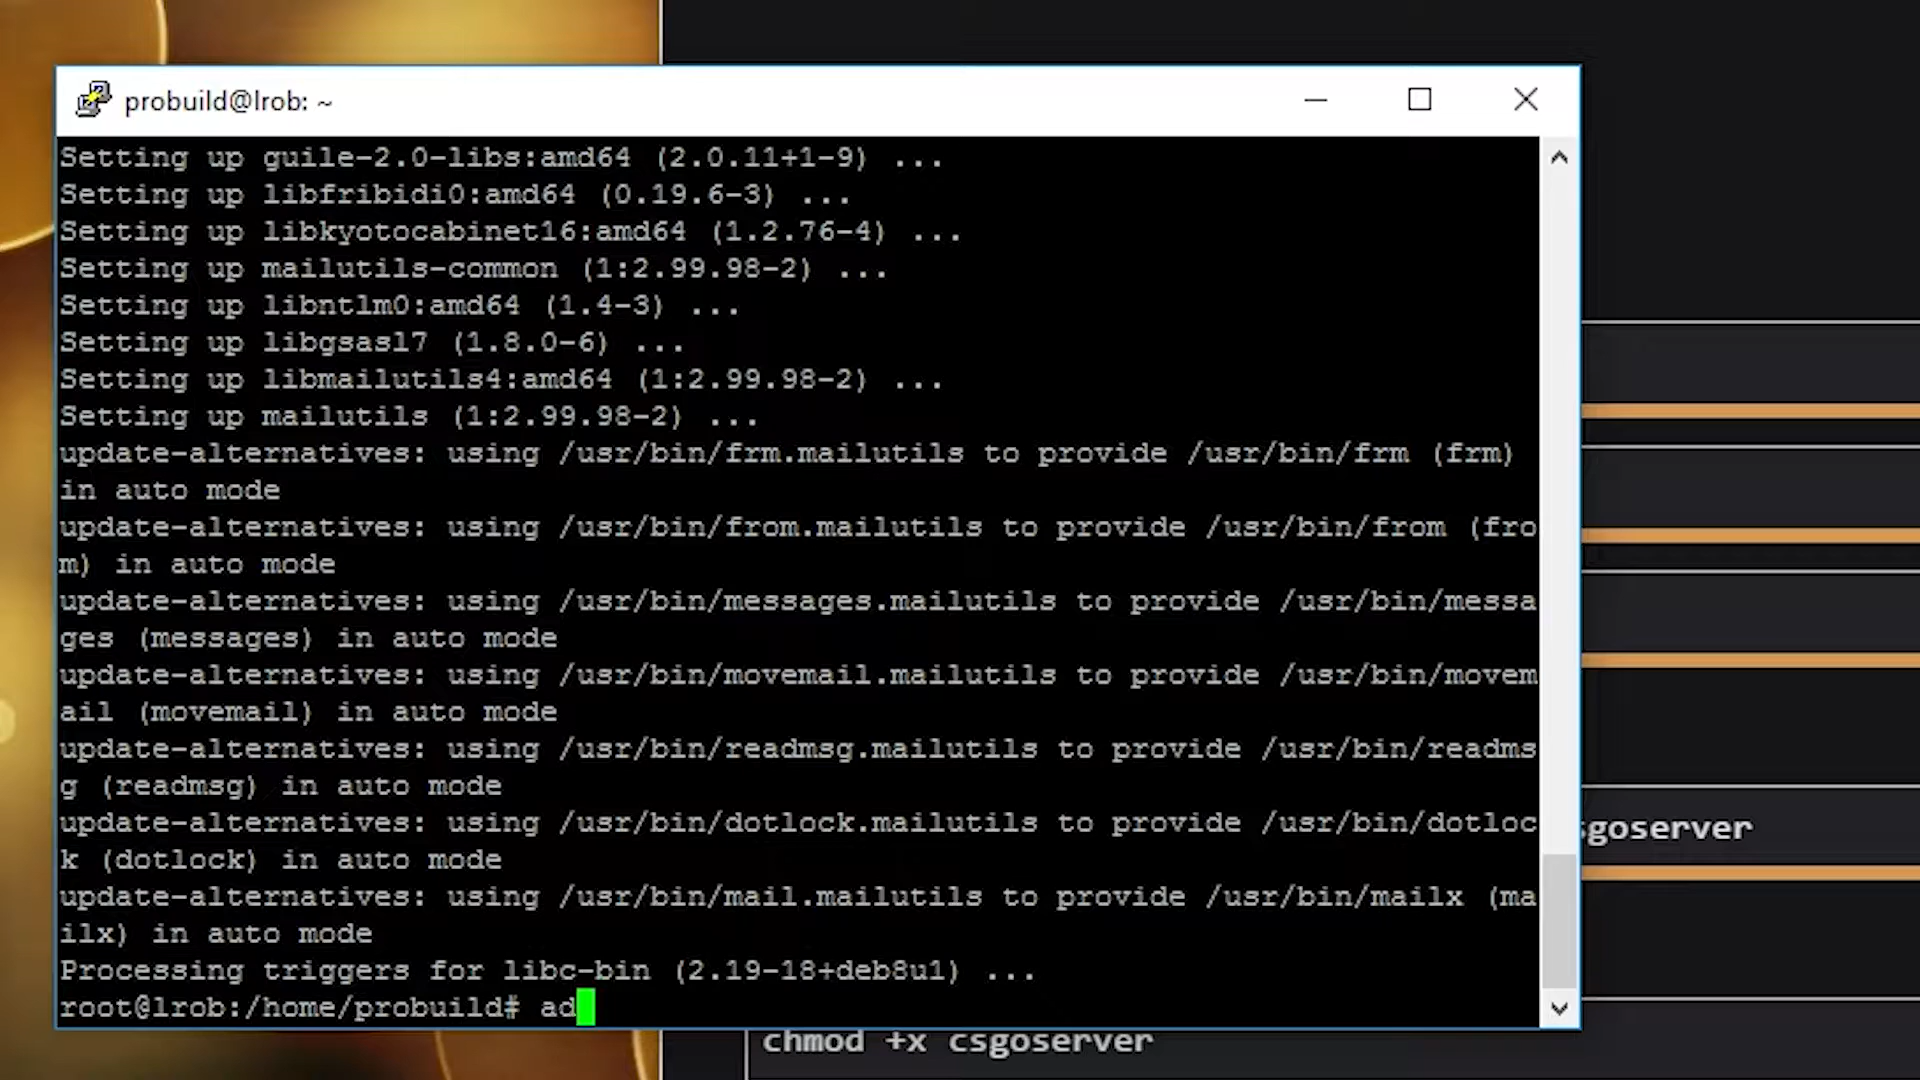 probuild@lrob: ~
Setting up guile-2.0-libs:amd64 (2.0.11+1-9) ...
Setting up libfribidi0:amd64 (0.19.6-3) ...
Setting up libkyotocabinet16:amd64 (1.2.76-4) ...
Setting up mailutils-common (1:2.99.98-2) ...
Setting up libntlm0:amd64 (1.4-3) ...
Setting up libgsasl7 (1.8.0-6) ...
Setting up libmailutils4:amd64 (1:2.99.98-2) ...
Setting up mailutils (1:2.99.98-2) ...
update-alternatives: using /usr/bin/frm.mailutils to provide /usr/bin/frm (frm)
in auto mode
update-alternatives: using /usr/bin/from.mailutils to provide /usr/bin/from (fro
m) in auto mode
update-alternatives: using /usr/bin/messages.mailutils to provide /usr/bin/messa
ges (messages) in auto mode
update-alternatives: using /usr/bin/movemail.mailutils to provide /usr/bin/movem
ail (movemail) in auto mode
update-alternatives: using /usr/bin/readmsg.mailutils to provide /usr/bin/readms
g (readmsg) in auto mode
update-alternatives: using /usr/bin/dotlock.mailutils to provide /usr/bin/dotloc
k (dotlock) in auto mode
update-alternatives: using /usr/bin/mail.mailutils to provide /usr/bin/mailx (ma
ilx) in auto mode
Processing triggers for libc-bin (2.19-18+deb8u1) ...
root@lrob:/home/probuild# ad
sgoserver
chmod +x csgoserver